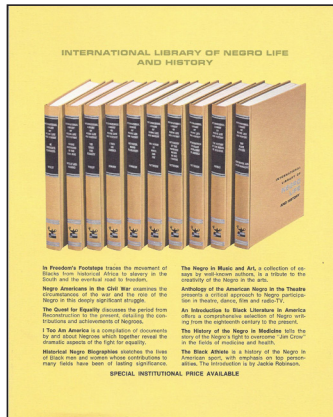 INTERNATIONAL LIBRARY OF NEGRO LIFE
AND HISTORY
INTERNATIONAL
LIBRARY OF
AND HISTORY
In Freedom's Footsteps traces the movement of
Blacks from historical Africa to slavery in the
South and the eventual road to freedom.
Negro Americans in the Civil War examines the
circumstances of the war and the role of the
Negro in this deeply significant struggle.
The Quest for Equality discusses the period from
Reconstruction to the present, detailing the con-
tributions and achievements of Negroes.
I Too Am America is a compilation of documents
by and about Negroes which together reveal the
dramatic aspects of the fight for equality.
Historical Negro Biographies sketches the lives
of Black men and women whose contributions to
many fields have been of lasting significance.
The Negro in Music and Art, a collection of es-
says by well-known authors, is a tribute to the
creativity of the Negro in the arts.
Anthology of the American Negro in the Theatre
presents a critical approach to Negro participa-
tion in theatre, dance, film and radio-TV.
An Introduction to Black Literature in America
offers a comprehensive selection of Negro writ-
ing from the eighteenth century to the present.
The History of the Negro in Medicine tells the
story of the Negro's fight to overcome "Jim Crow"
in the fields of medicine and health.
The Black Athlete is a history of the Negro in
American sport, with emphasis on top person-
alities. The introduction is by Jackie Robinson.
SPECIAL INSTITUTIONAL PRICE AVAILABLE